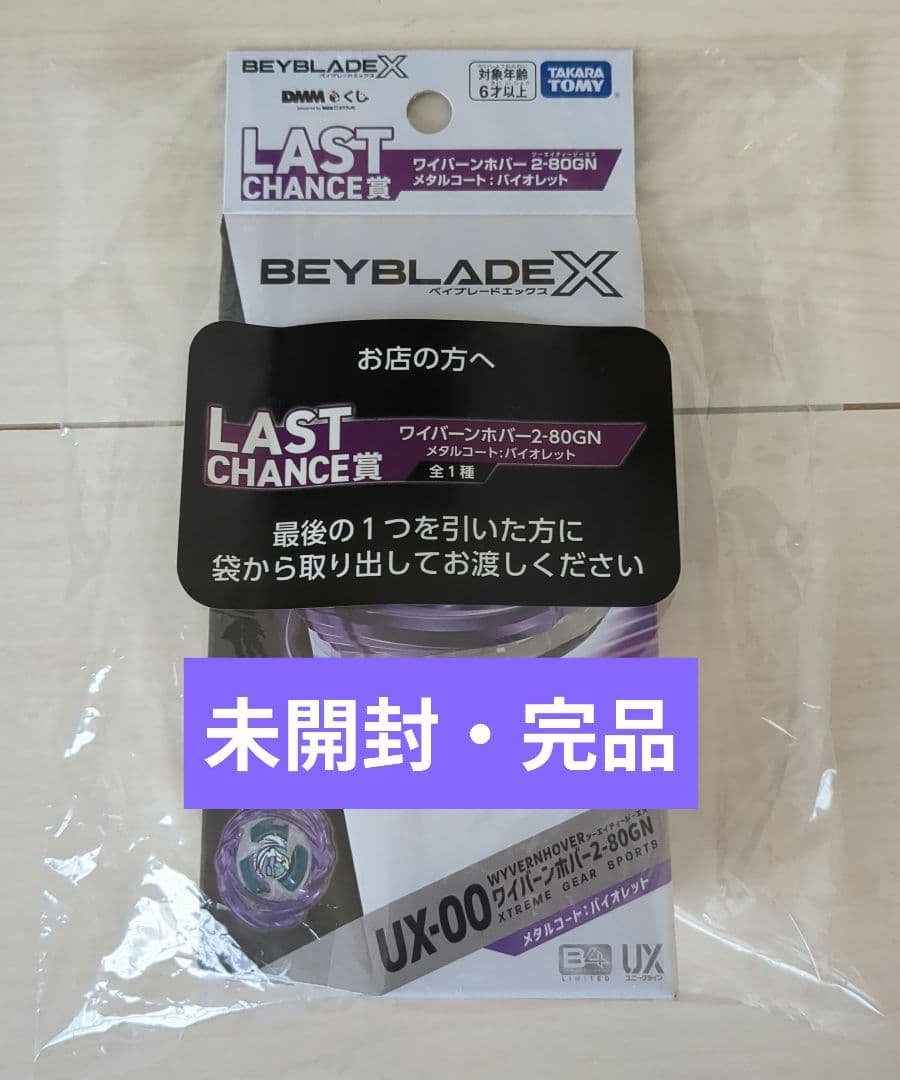 BEYBLADE X
ベイブレードエックス
対象年齢
6才以上
TAKARA
TOMY
DMMくじ
LAST
CHANCE賞
ワイバーンホバー 2-80GN
メタルコート：バイオレット
BEYBLADE X
ベイブレードエックス
お店の方へ
LAST
CHANCE賞
ワイバーンホバー2-80GN
メタルコート：バイオレット
全1種
最後の1つを引いた方に
袋から取り出してお渡しください
未開封・完品
UX-00
WYVERNHOVER
ワイバーンホバー2-80GN
XTREME GEAR SPORTS
メタルコート：バイオレット
B4
LIMITED
UX
ユニークライン